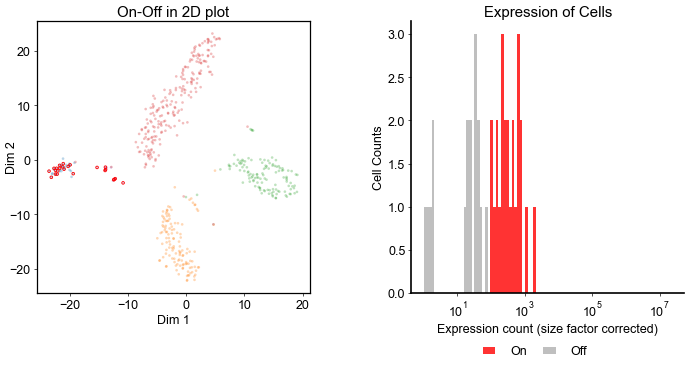 On-Off in 2D plot
20
10
0
−10
−20
Dim 2
−20
−10
0
10
20
Dim 1
Expression of Cells
3.0
2.5
2.0
1.5
1.0
0.5
0.0
Cell Counts
10^1
10^3
10^5
10^7
Expression count (size factor corrected)
On
Off